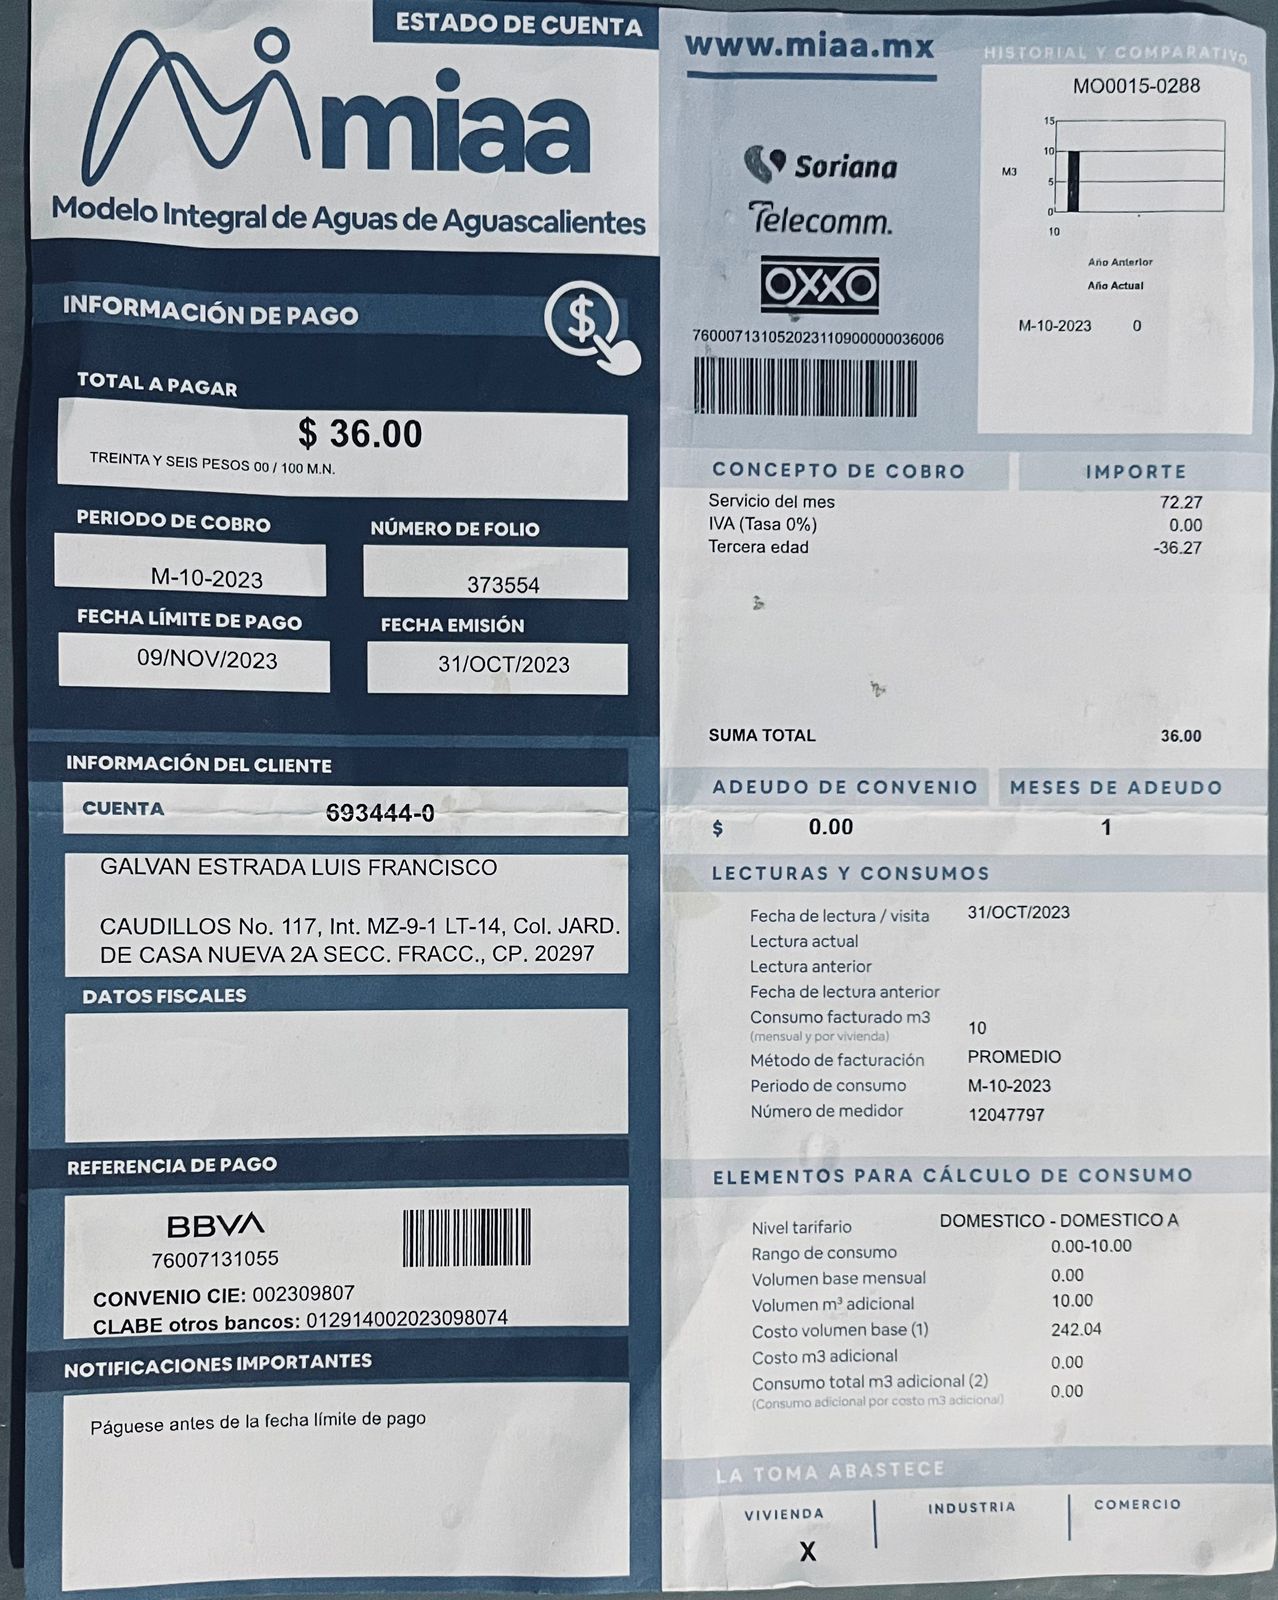 ESTADO DE CUENTA
miaa
Modelo Integral de Aguas de Aguascalientes
INFORMACIÓN DE PAGO
$
TOTAL A PAGAR
$ 36.00
TREINTA Y SEIS PESOS 00 / 100 M.N.
PERIODO DE COBRO
NÚMERO DE FOLIO
M-10-2023
373554
FECHA LÍMITE DE PAGO
FECHA EMISIÓN
09/NOV/2023
31/OCT/2023
INFORMACIÓN DEL CLIENTE
CUENTA 693444-0
GALVAN ESTRADA LUIS FRANCISCO
CAUDILLOS No. 117, Int. MZ-9-1 LT-14, Col. JARD.
DE CASA NUEVA 2A SECC. FRACC., CP. 20297
DATOS FISCALES
REFERENCIA DE PAGO
BBVA
76007131055
CONVENIO CIE: 002309807
CLABE otros bancos: 012914002023098074
NOTIFICACIONES IMPORTANTES
Páguese antes de la fecha límite de pago
www.miaa.mx
Soriana
Telecomm.
OXXO
760007131052023110900000036006
HISTORIAL Y COMPARATIVO
MO0015-0288
15
10
M3
5
0
10
Año Anterior
Año Actual
M-10-2023 0
CONCEPTO DE COBRO IMPORTE
Servicio del mes 72.27
IVA (Tasa 0%) 0.00
Tercera edad -36.27
SUMA TOTAL 36.00
ADEUDO DE CONVENIO MESES DE ADEUDO
$ 0.00 1
LECTURAS Y CONSUMOS
Fecha de lectura / visita 31/OCT/2023
Lectura actual
Lectura anterior
Fecha de lectura anterior
Consumo facturado m3 10
(mensual y por vivienda)
Método de facturación PROMEDIO
Periodo de consumo M-10-2023
Número de medidor 12047797
ELEMENTOS PARA CÁLCULO DE CONSUMO
Nivel tarifario DOMESTICO - DOMESTICO A
Rango de consumo 0.00-10.00
Volumen base mensual 0.00
Volumen m³ adicional 10.00
Costo volumen base (1) 242.04
Costo m3 adicional 0.00
Consumo total m3 adicional (2) 0.00
(Consumo adicional por costo m3 adicional)
LA TOMA ABASTECE
VIVIENDA INDUSTRIA COMERCIO
X